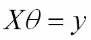 Xθ = y